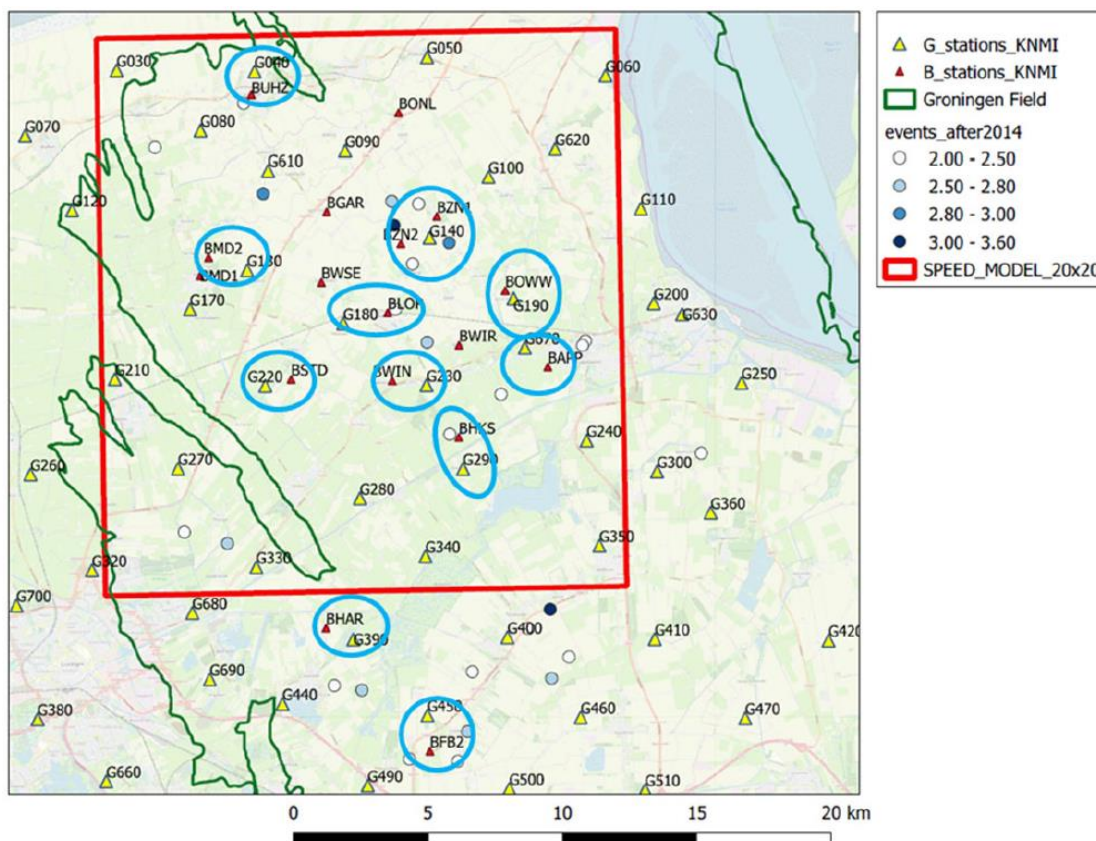 G050
G030
G040
G060
BUHZ
BONL
G070
G080
G090
G620
G610
G100
G120
BGAR
BZN1
G110
G140
BZN2
BMD2
G130
BMD1
BWSE
BOWW
G170
BLOP
G190
G200
G180
G630
BWIR
G670
BAPP
G210
G220
BSTD
BWIN
G230
G250
BHKS
G240
G260
G270
G290
G300
G280
G360
G350
G320
G330
G340
G700
G680
BHAR
G390
G400
G410
G420
G690
G440
G450
G460
G470
G380
BFB2
G660
G490
G500
G510
0 5 10 15 20 km
G_stations_KNMI
B_stations_KNMI
Groningen Field
events_after2014
2.00 - 2.50
2.50 - 2.80
2.80 - 3.00
3.00 - 3.60
SPEED_MODEL_20x20